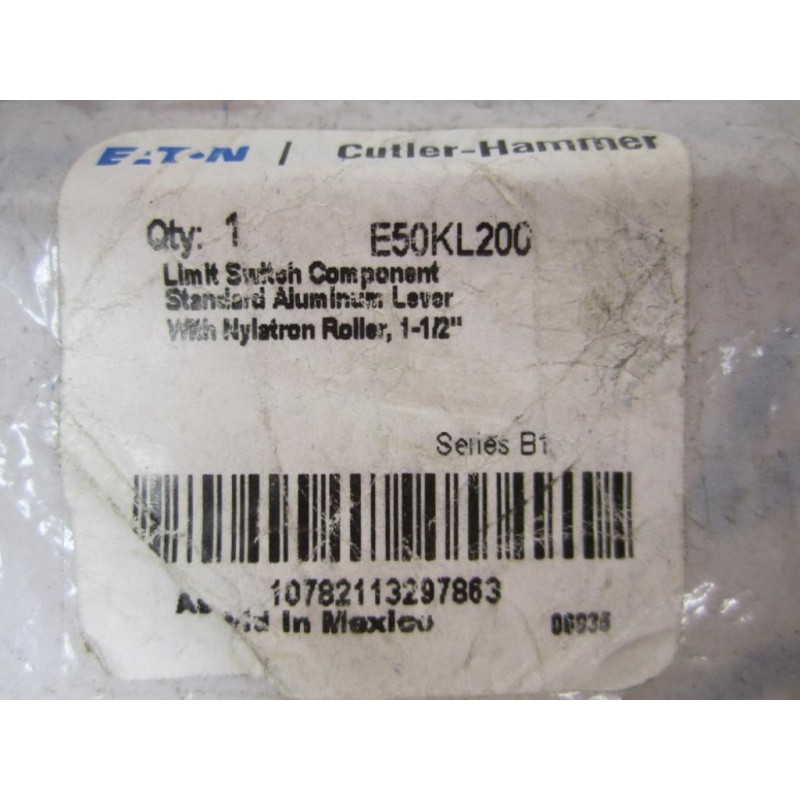 EATON / Cutler-Hammer
Qty: 1 E50KL200
Limit Switch Component
Standard Aluminum Lever
With Nylatron Roller, 1-1/2"
Series B1
10782113297863
In Mexico